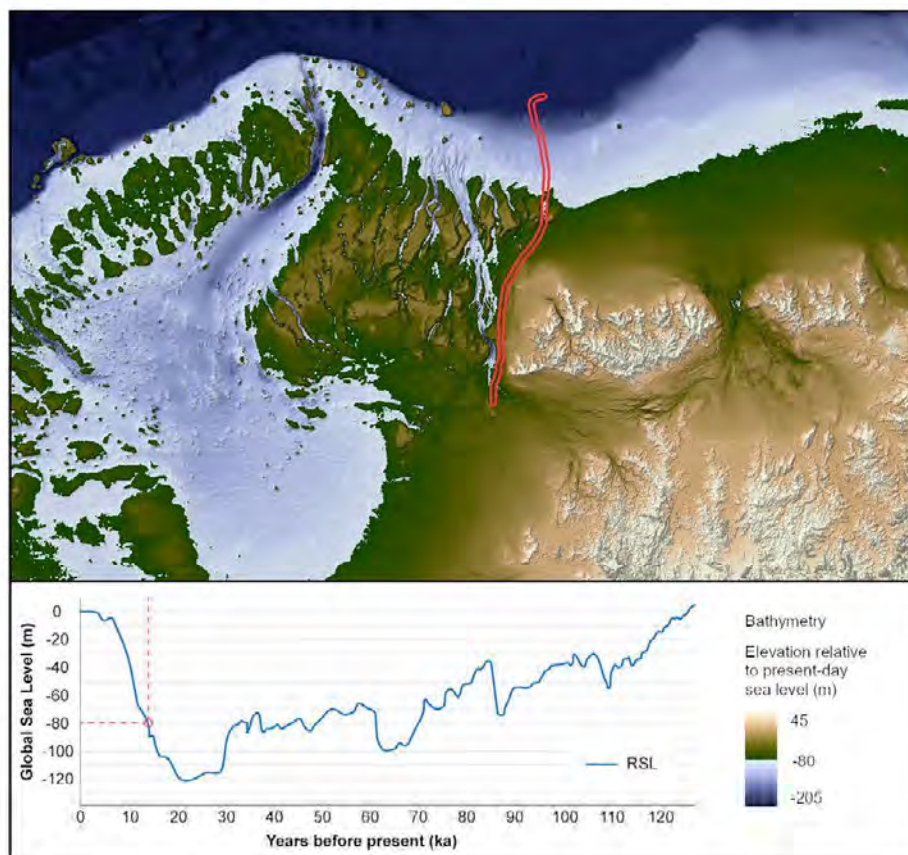 Global Sea Level (m)
0
-20
-40
-60
-80
-100
-120
0 10 20 30 40 50 60 70 80 90 100 110 120
Years before present (ka)
RSL
Bathymetry
Elevation relative
to present-day
sea level (m)
45
-80
-205